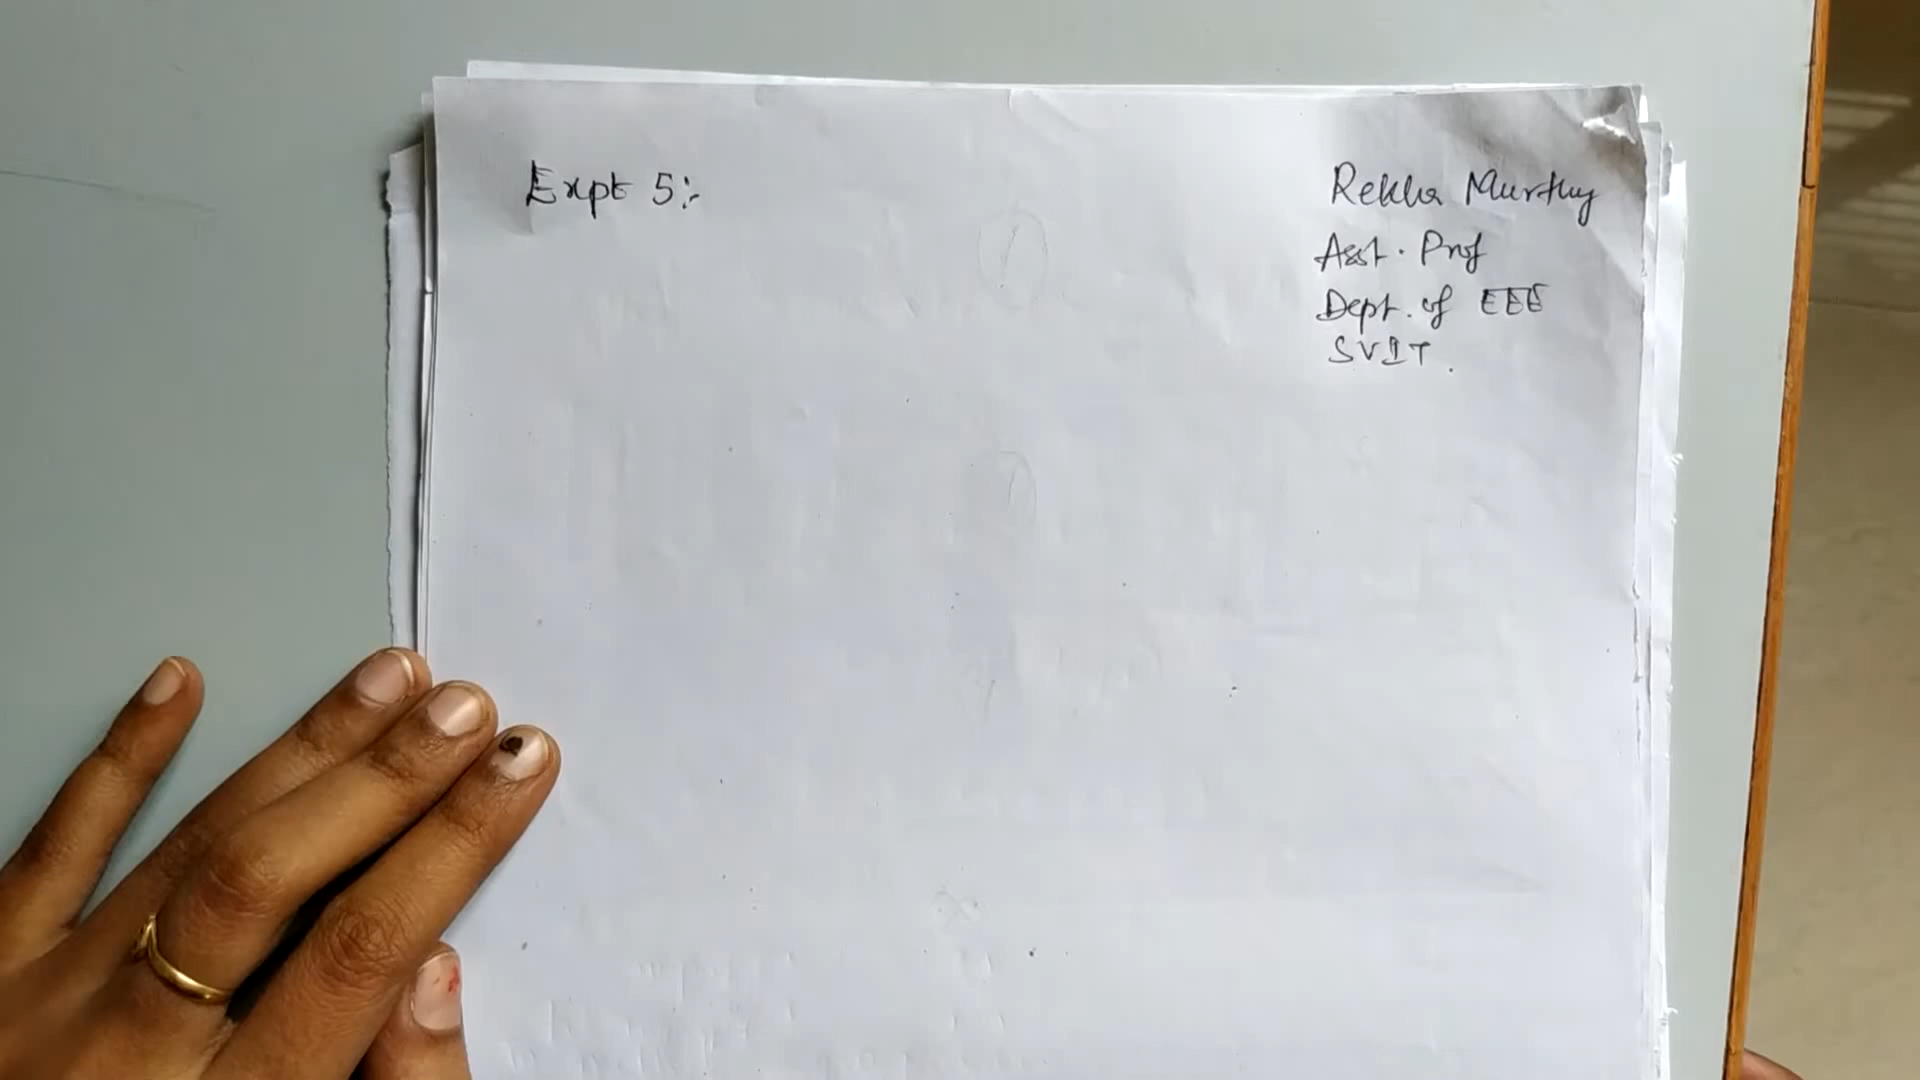 Expt 5:-
Rekha Murthy
Asst. Prof
Dept. of EEE
SVIT.